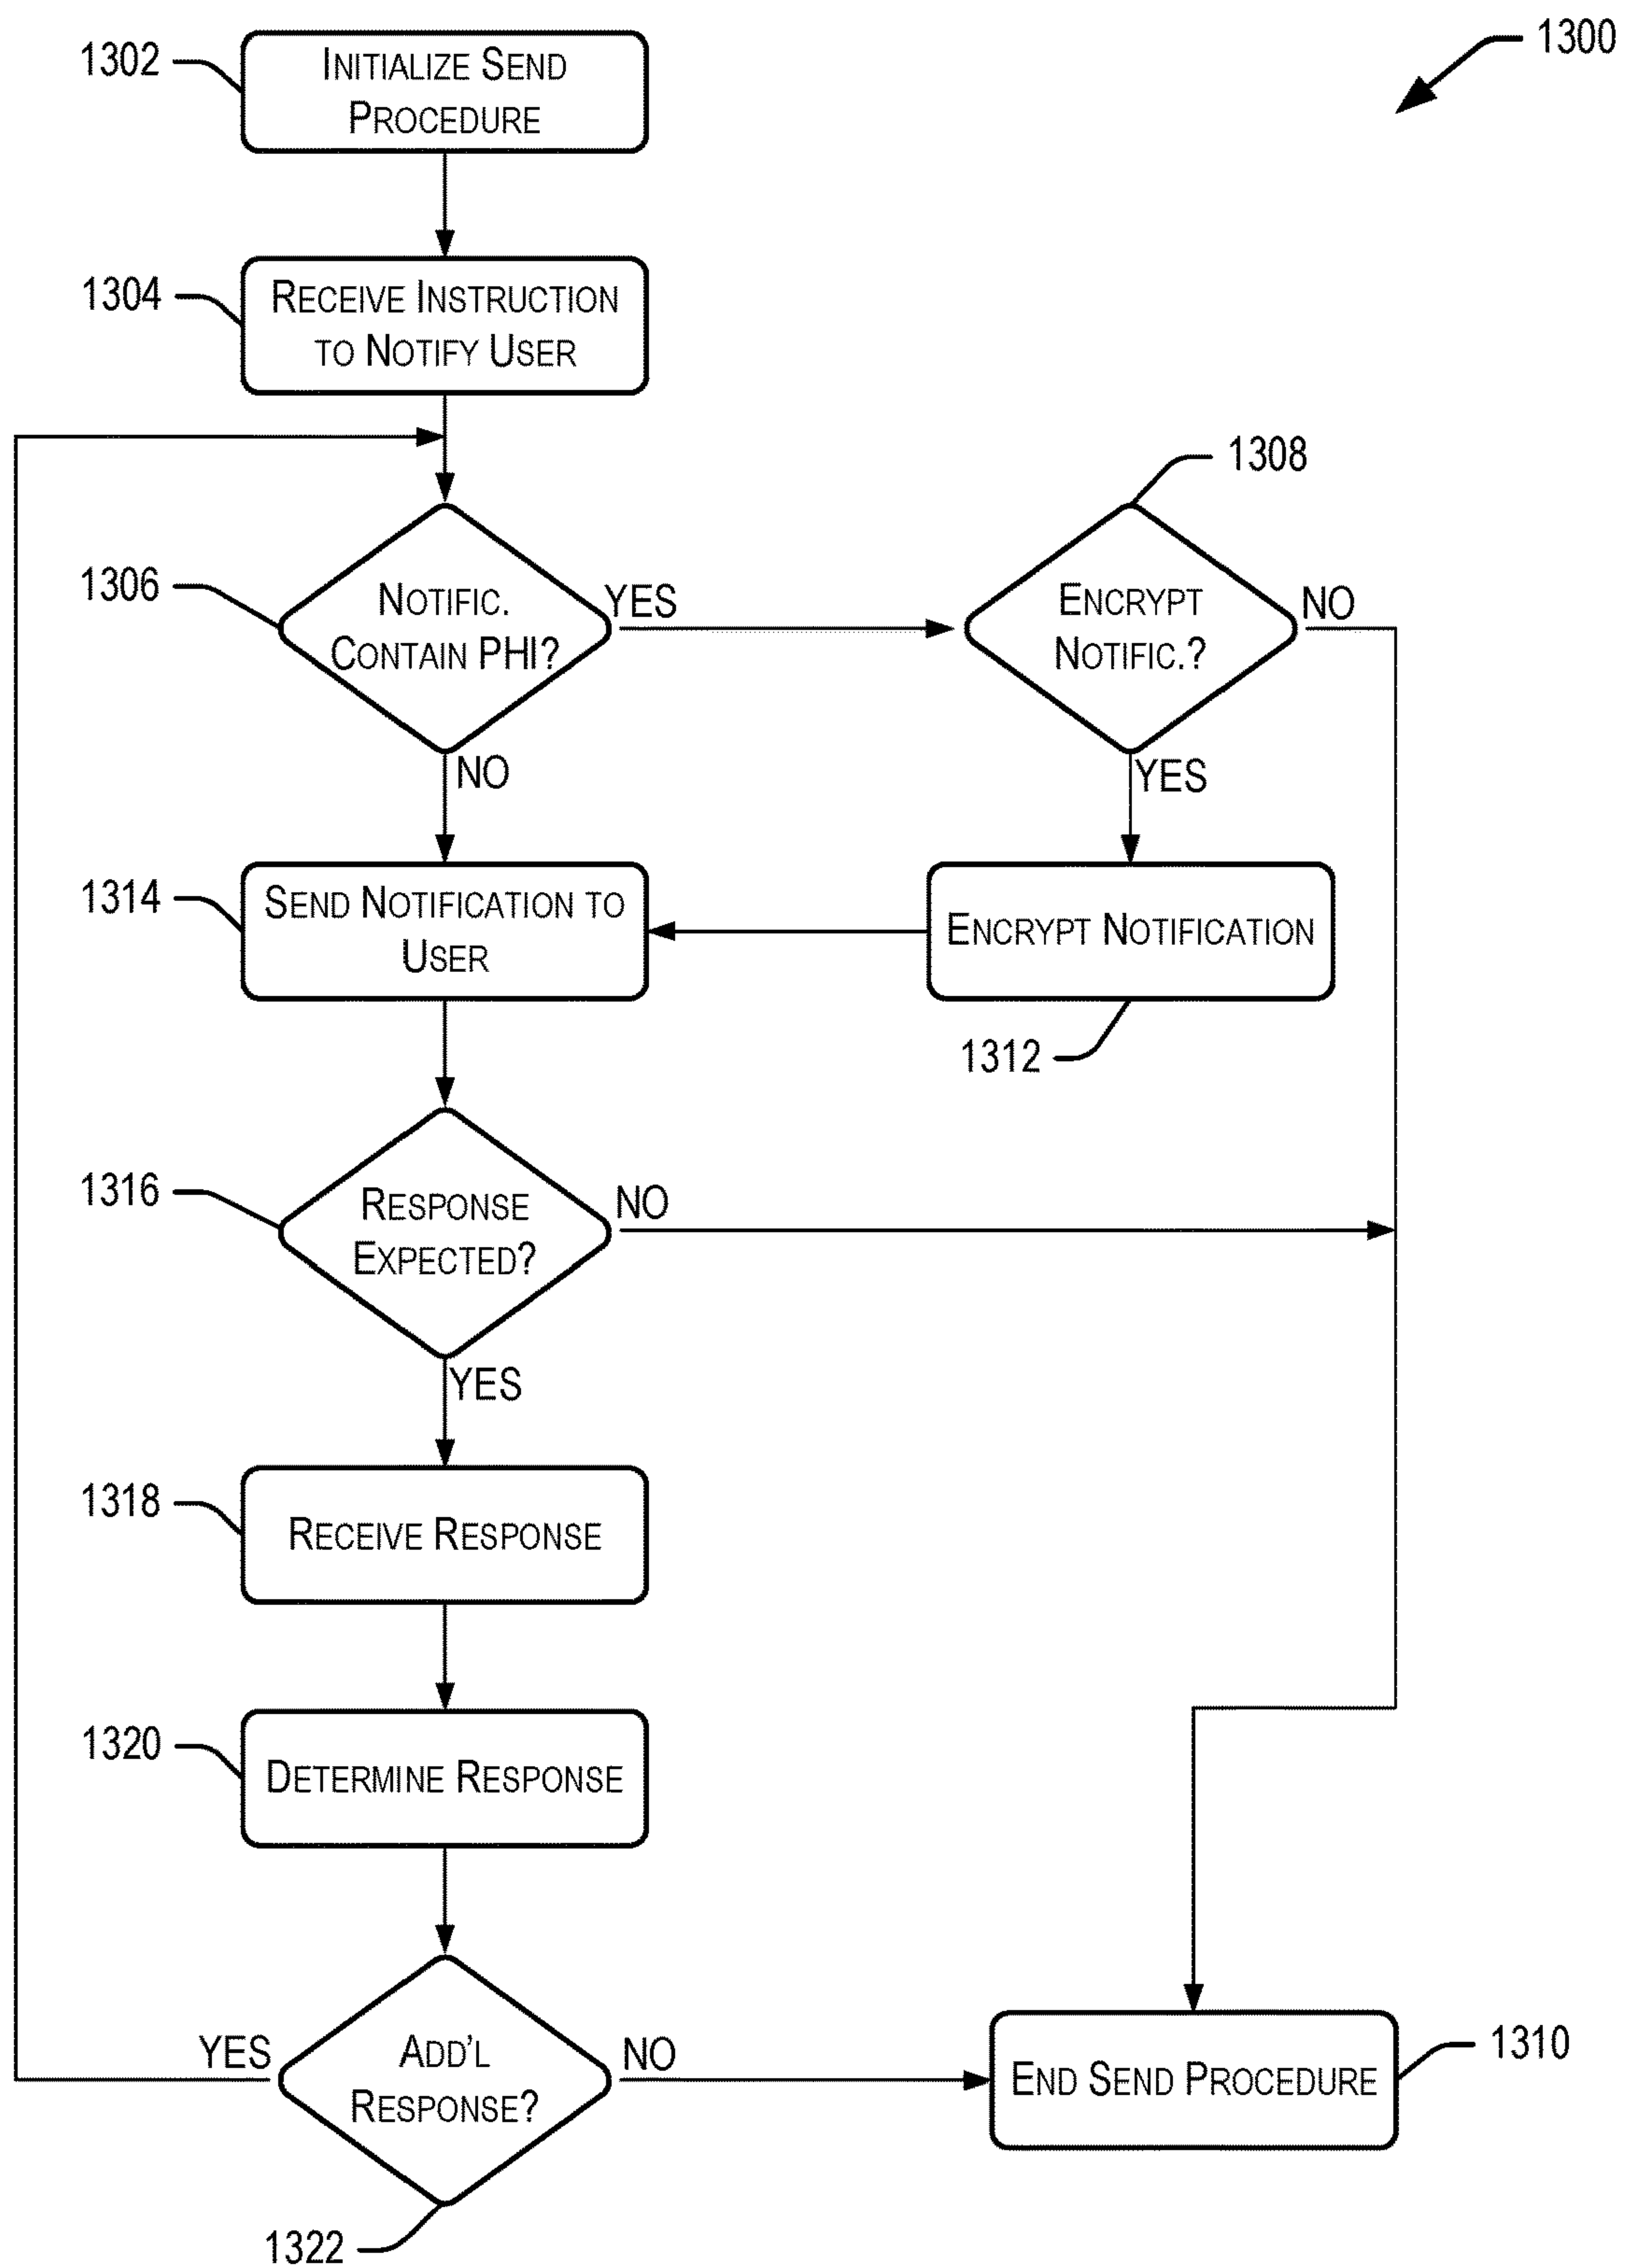 1300
1302
INITIALIZE SEND
PROCEDURE
1304
RECEIVE INSTRUCTION
TO NOTIFY USER
1306
NOTIFIC.
CONTAIN PHI?
YES
NO
1308
ENCRYPT
NOTIFIC.?
NO
YES
1314
SEND NOTIFICATION TO
USER
ENCRYPT NOTIFICATION
1312
1316
RESPONSE
EXPECTED?
NO
YES
1318
RECEIVE RESPONSE
1320
DETERMINE RESPONSE
YES
ADD'L
RESPONSE?
NO
1322
END SEND PROCEDURE
1310